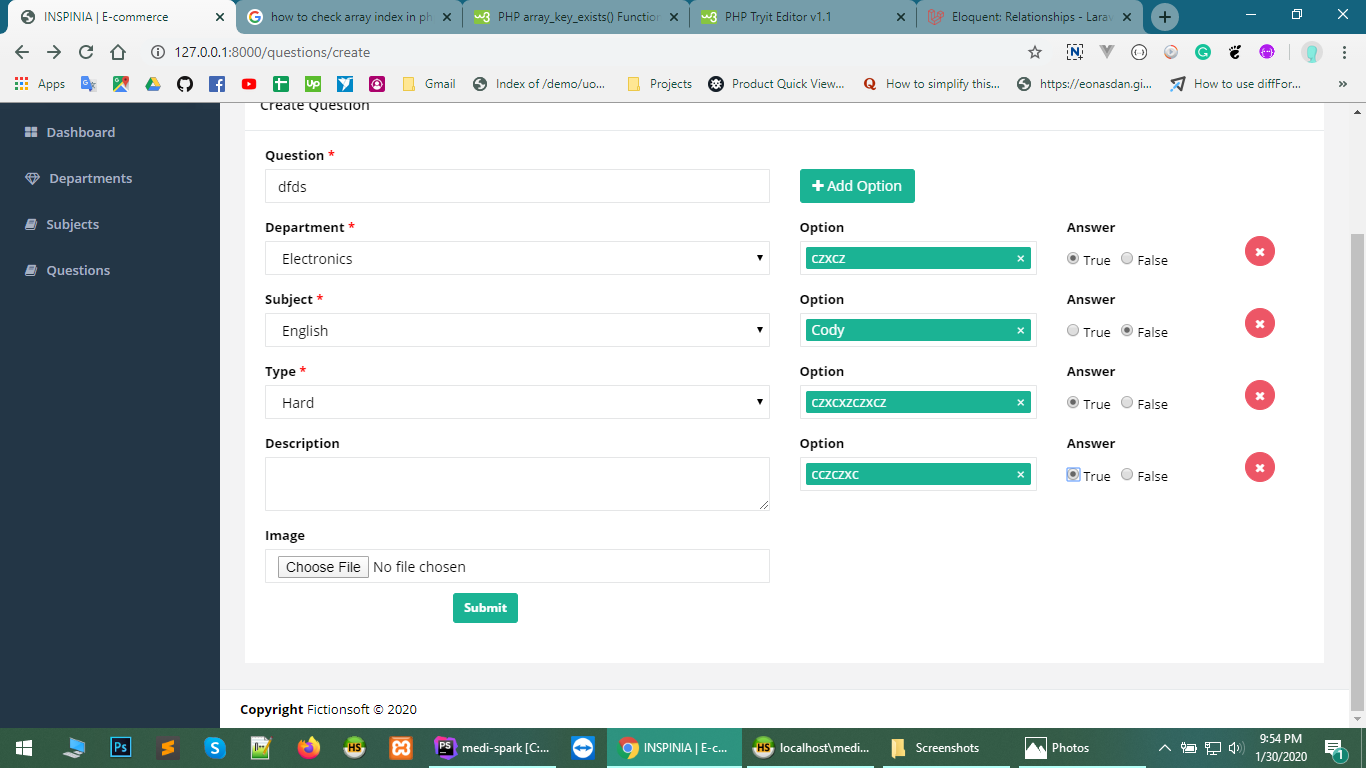 INSPINIA | E-commerce
how to check array index in ph
PHP array_key_exists() Function
PHP Tryit Editor v1.1
Eloquent: Relationships - Larav
127.0.0.1:8000/questions/create
Apps
Up
Gmail
Index of /demo/uo...
Projects
Product Quick View...
How to simplify this...
https://eonasdan.gi...
How to use diffFor...
Dashboard
Departments
Subjects
Questions
Create Question
Question *
dfds
Add Option
Department *
Electronics
Option
czxcz ×
Answer
True False
Subject *
English
Option
Cody ×
Answer
True False
Type *
Hard
Option
czxcxzczxcz ×
Answer
True False
Description
Option
cczczxc ×
Answer
True False
Image
Choose File No file chosen
Submit
Copyright Fictionsoft © 2020
Ps
HS
PS
medi-spark [C:...
INSPINIA | E-c...
HS
localhost\medi...
Screenshots
Photos
9:54 PM
1/30/2020
1